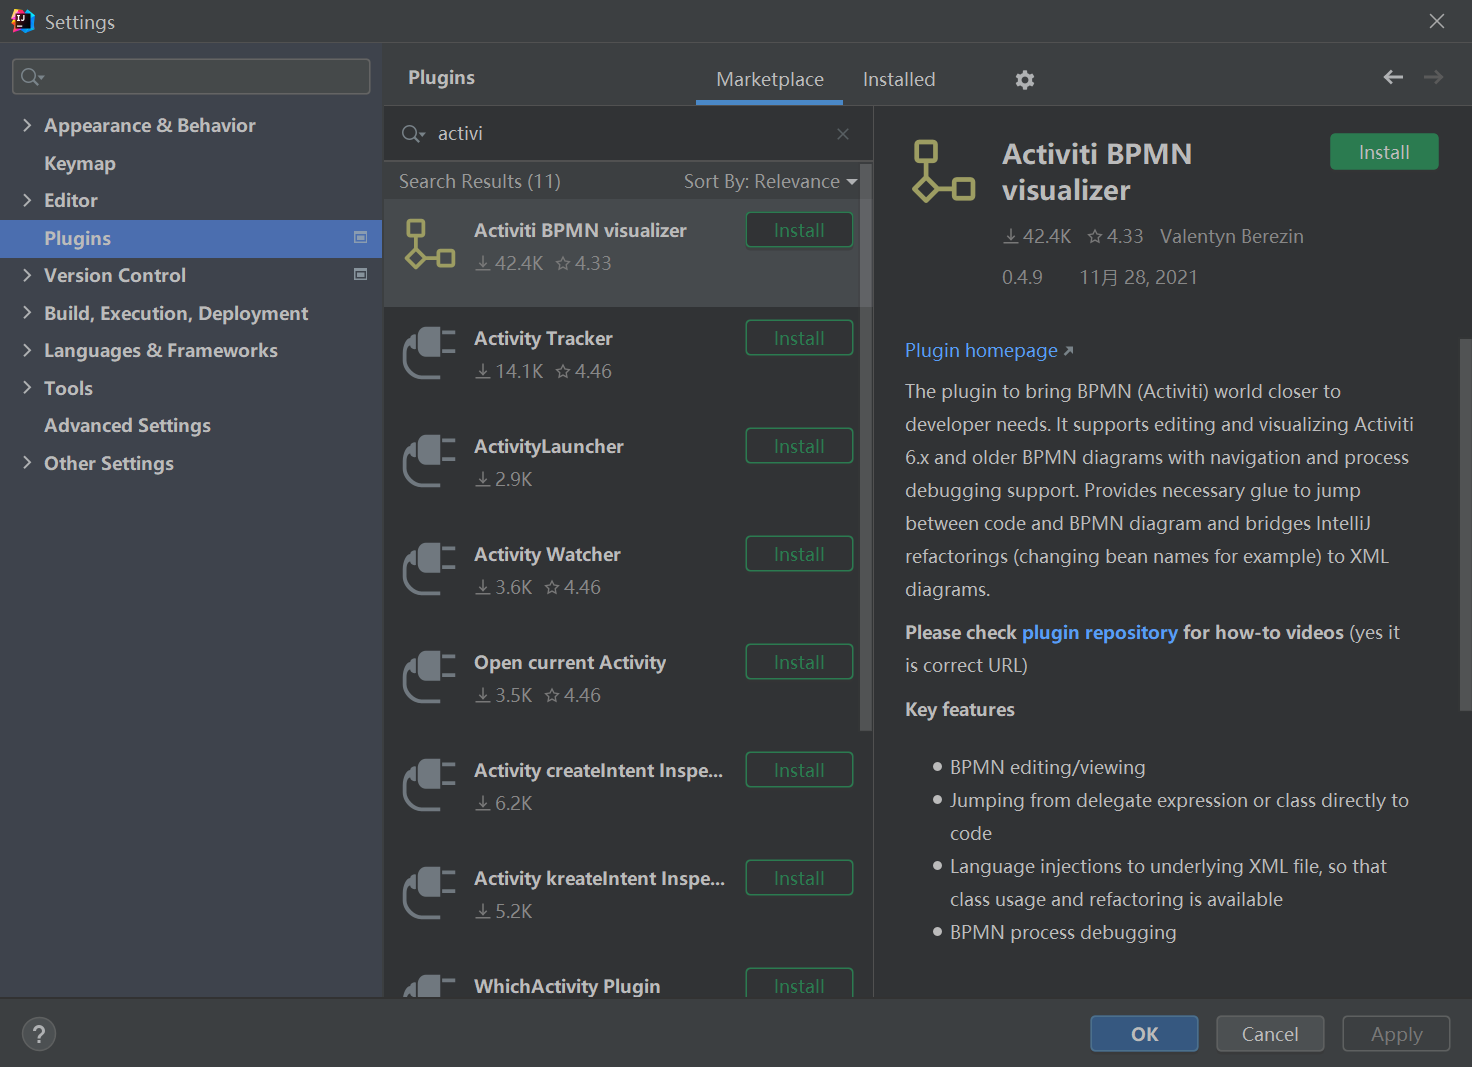 Settings
Appearance & Behavior
Keymap
Editor
Plugins
Version Control
Build, Execution, Deployment
Languages & Frameworks
Tools
Advanced Settings
Other Settings
Plugins
Marketplace
Installed
activi
Search Results (11)
Sort By: Relevance
Activiti BPMN visualizer
Install
42.4K
4.33
Activity Tracker
Install
14.1K
4.46
ActivityLauncher
Install
2.9K
Activity Watcher
Install
3.6K
4.46
Open current Activity
Install
3.5K
4.46
Activity createIntent Inspe...
Install
6.2K
Activity kreateIntent Inspe...
Install
5.2K
WhichActivity Plugin
Install
Activiti BPMN
visualizer
Install
42.4K
4.33
Valentyn Berezin
0.4.9
11月 28, 2021
Plugin homepage
The plugin to bring BPMN (Activiti) world closer to
developer needs. It supports editing and visualizing Activiti
6.x and older BPMN diagrams with navigation and process
debugging support. Provides necessary glue to jump
between code and BPMN diagram and bridges IntelliJ
refactorings (changing bean names for example) to XML
diagrams.
Please check plugin repository for how-to videos (yes it
is correct URL)
Key features
BPMN editing/viewing
Jumping from delegate expression or class directly to
code
Language injections to underlying XML file, so that
class usage and refactoring is available
BPMN process debugging
?
OK
Cancel
Apply